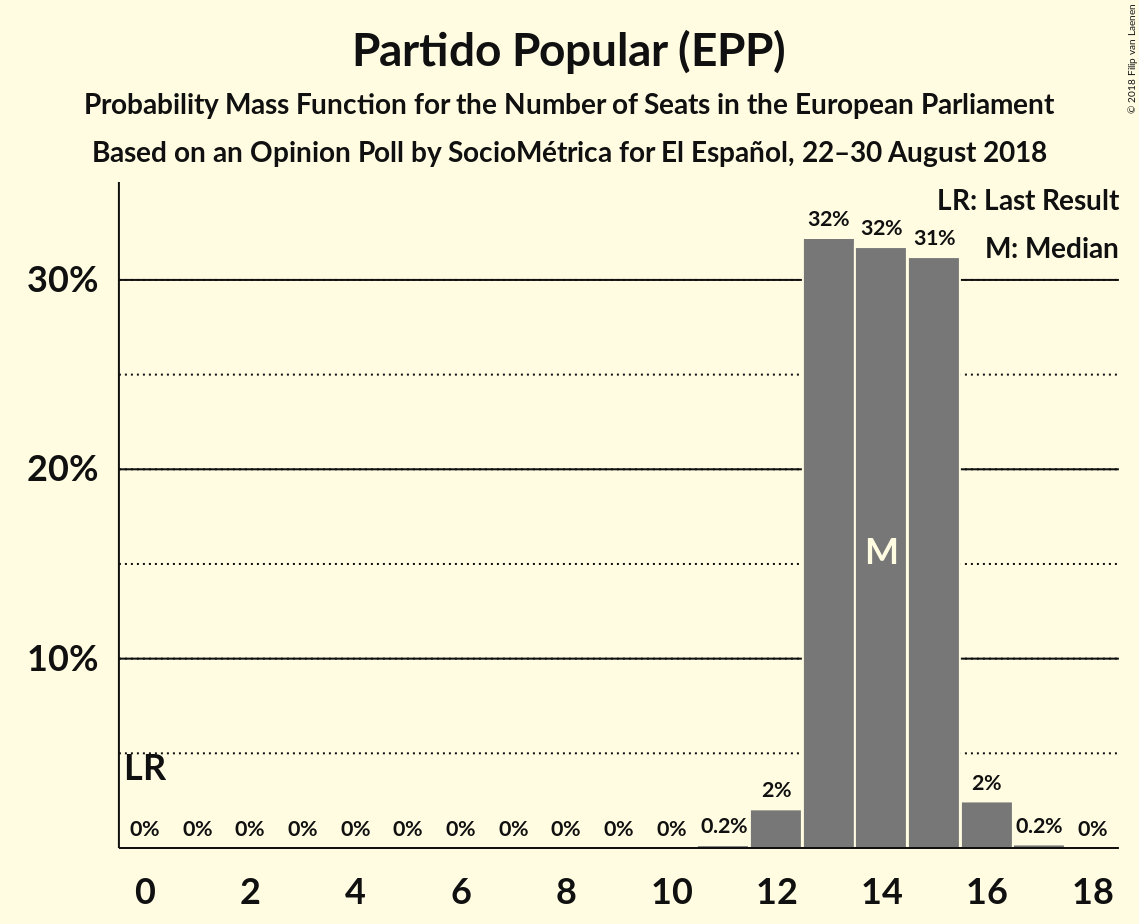 Partido Popular (EPP)
Probability Mass Function for the Number of Seats in the European Parliament
Based on an Opinion Poll by SocioMétrica for El Español, 22–30 August 2018
© 2018 Filip van Laenen
LR: Last Result
M: Median
32% 32% 31%
30%
20%
M
10%
LR
0% 0% 0% 0% 0% 0% 0% 0% 0% 0% 0% 0.2% 2% 2% 0.2% 0%
0 2 4 6 8 10 12 14 16 18